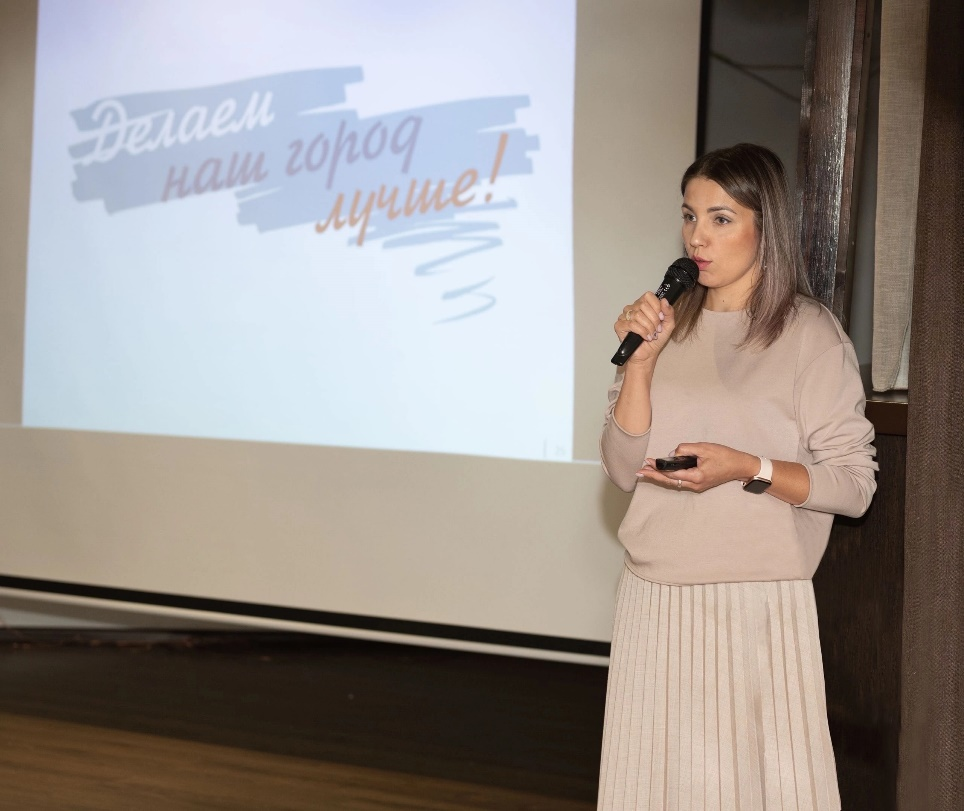 Делаем
наш город
лучше!